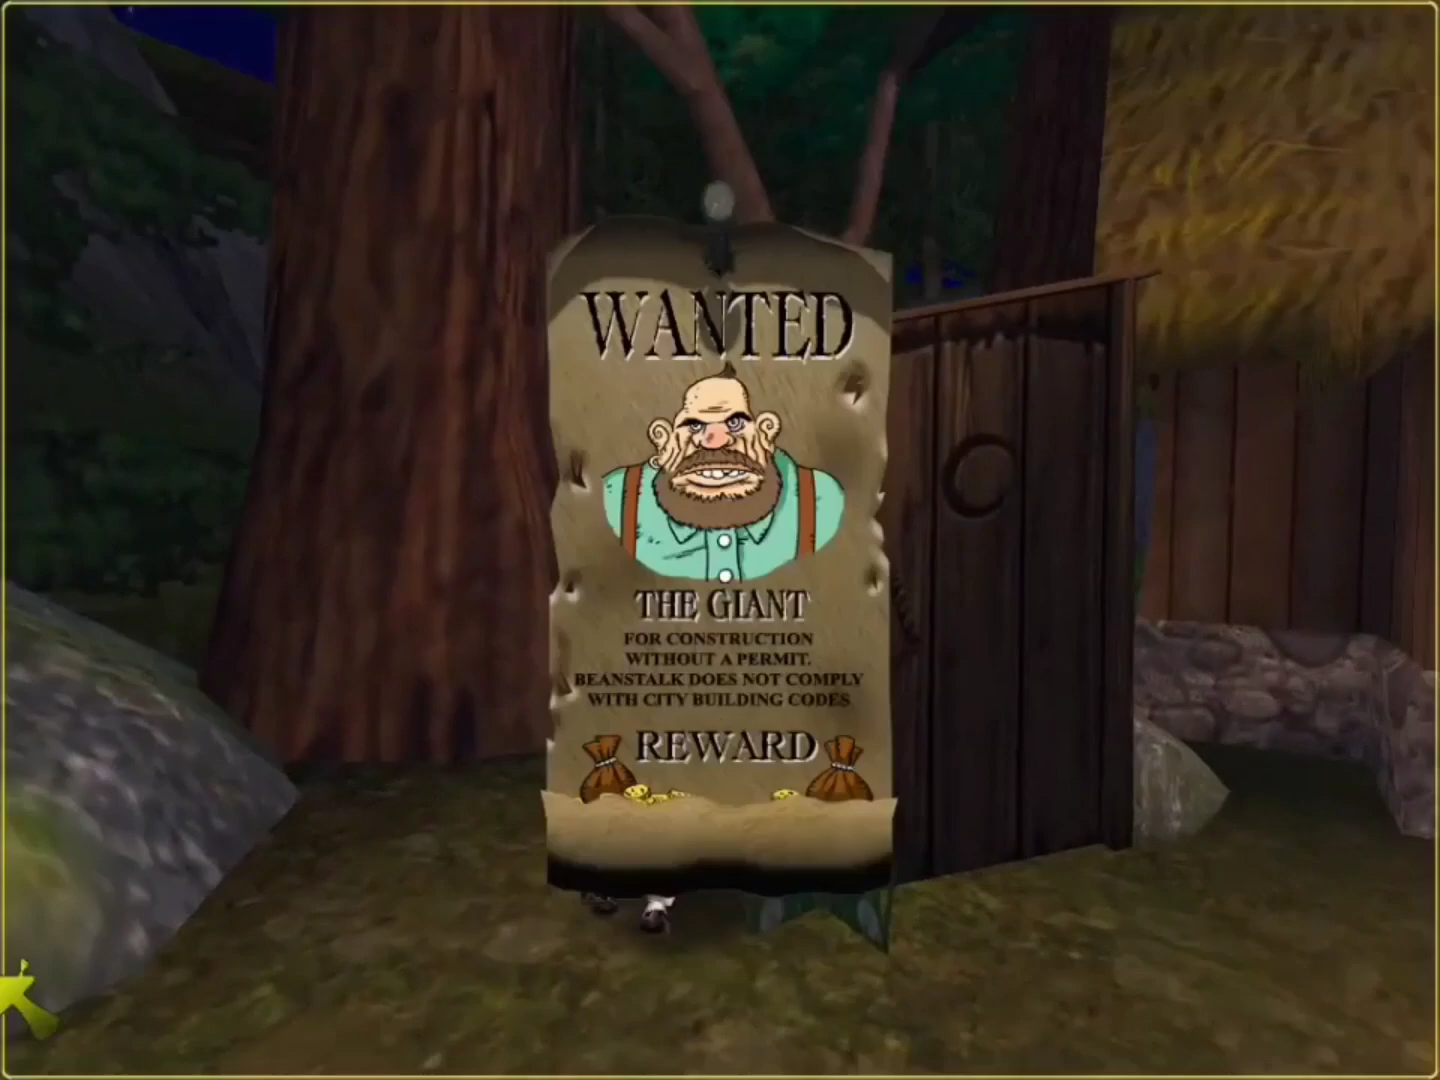 WANTED
THE GIANT
FOR CONSTRUCTION
WITHOUT A PERMIT.
BEANSTALK DOES NOT COMPLY
WITH CITY BUILDING CODES
REWARD